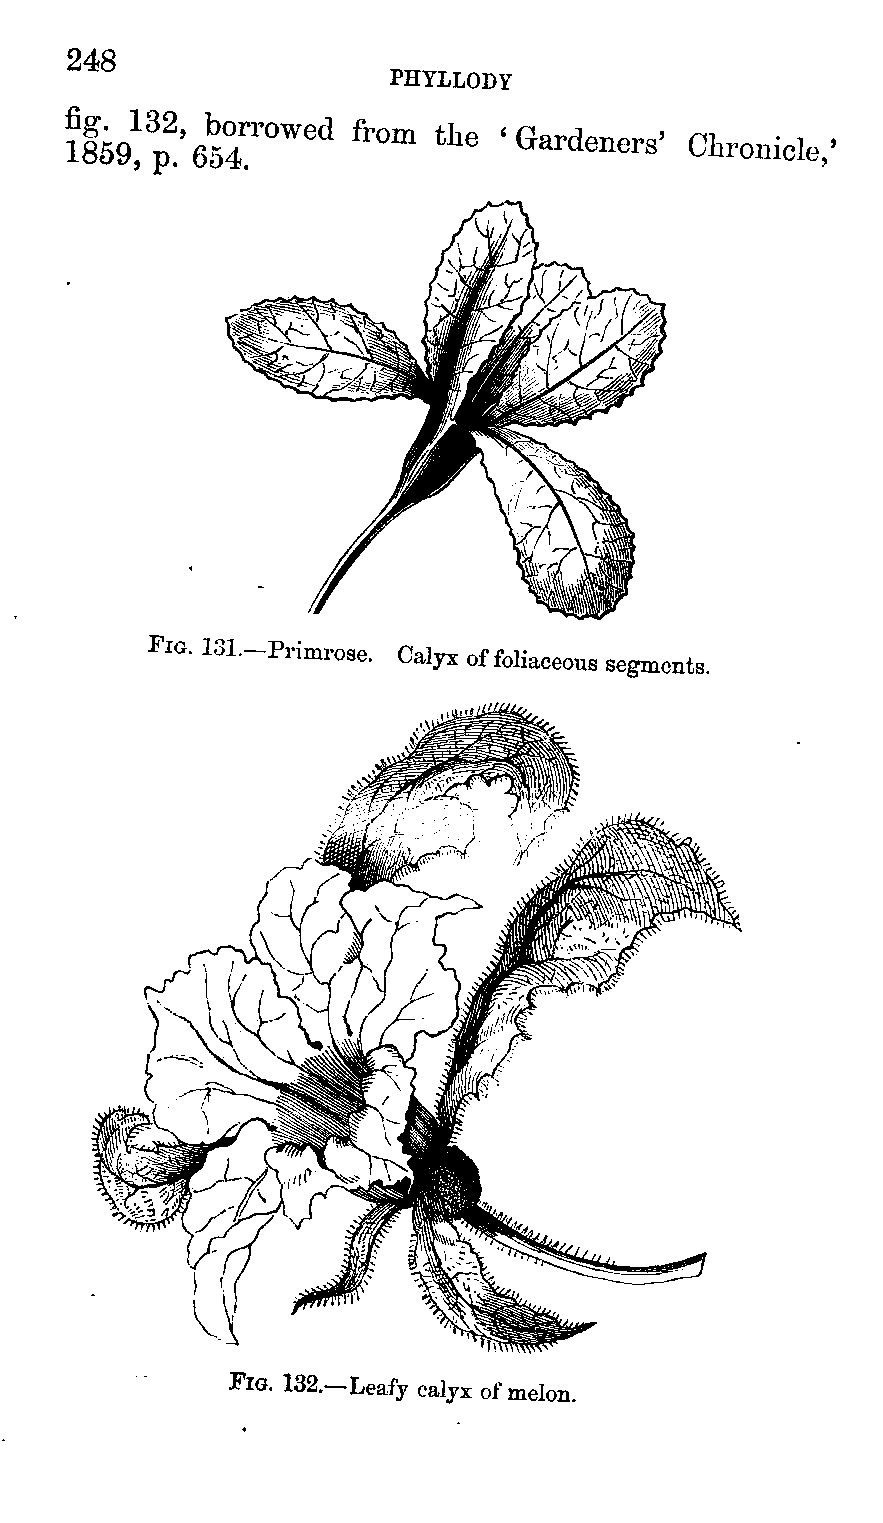 248
PHYLLODY
fig. 132, borrowed from the ‘Gardeners’ Chronicle,’
1859, p. 654.
FIG. 131.—Primrose. Calyx of foliaceous segments.
FIG. 132.—Leafy calyx of melon.